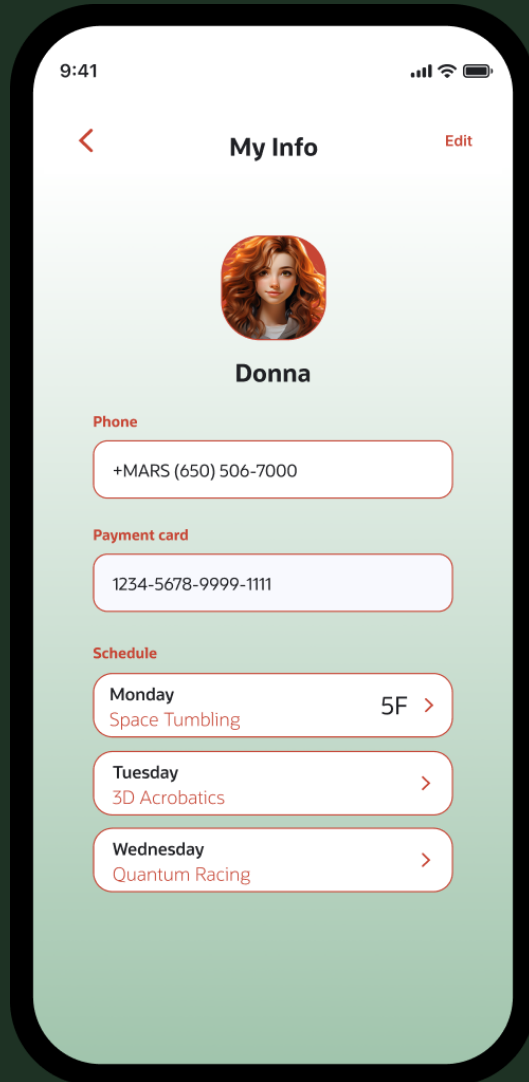 9:41
My Info
Edit
Donna
Phone
+MARS (650) 506-7000
Payment card
1234-5678-9999-1111
Schedule
Monday
Space Tumbling
5F
Tuesday
3D Acrobatics
Wednesday
Quantum Racing